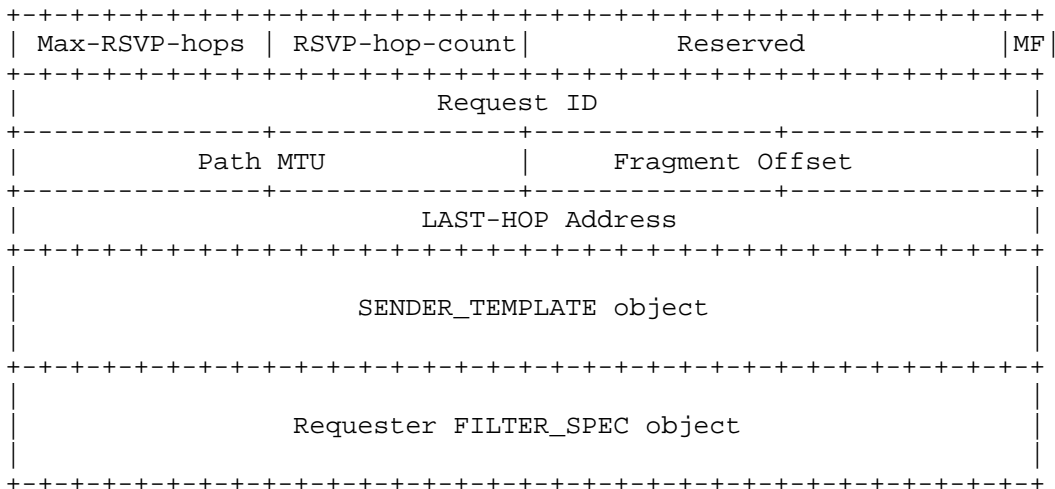 Max-RSVP-hops | RSVP-hop-count| Reserved |MF|
Request ID
Path MTU | Fragment Offset
LAST-HOP Address
SENDER_TEMPLATE object
Requester FILTER_SPEC object